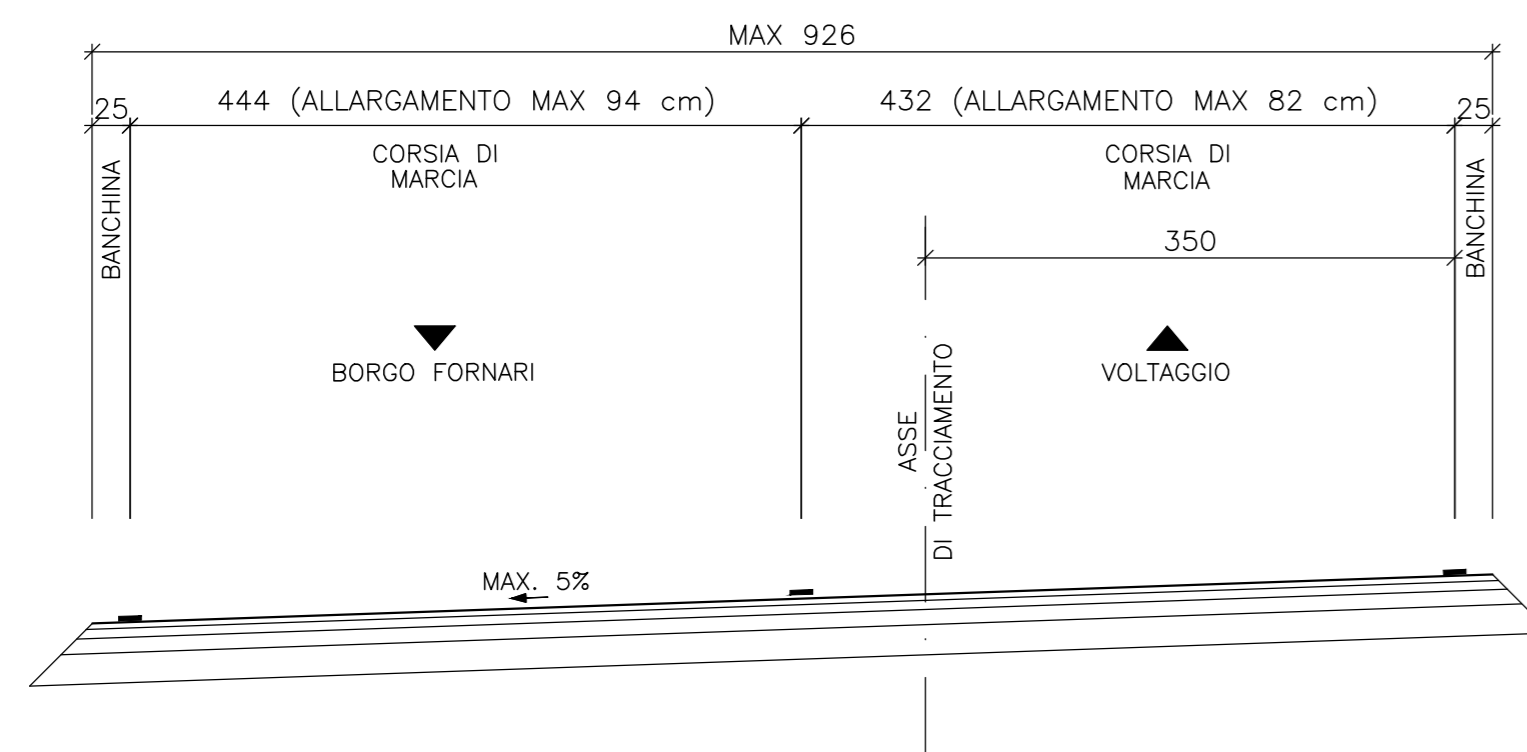 MAX 926
25
444 (ALLARGAMENTO MAX 94 cm)
432 (ALLARGAMENTO MAX 82 cm)
25
CORSIA DI
MARCIA
CORSIA DI
MARCIA
BANCHINA
BANCHINA
350
BORGO FORNARI
VOLTAGGIO
ASSE
DI TRACCIAMENTO
MAX. 5%